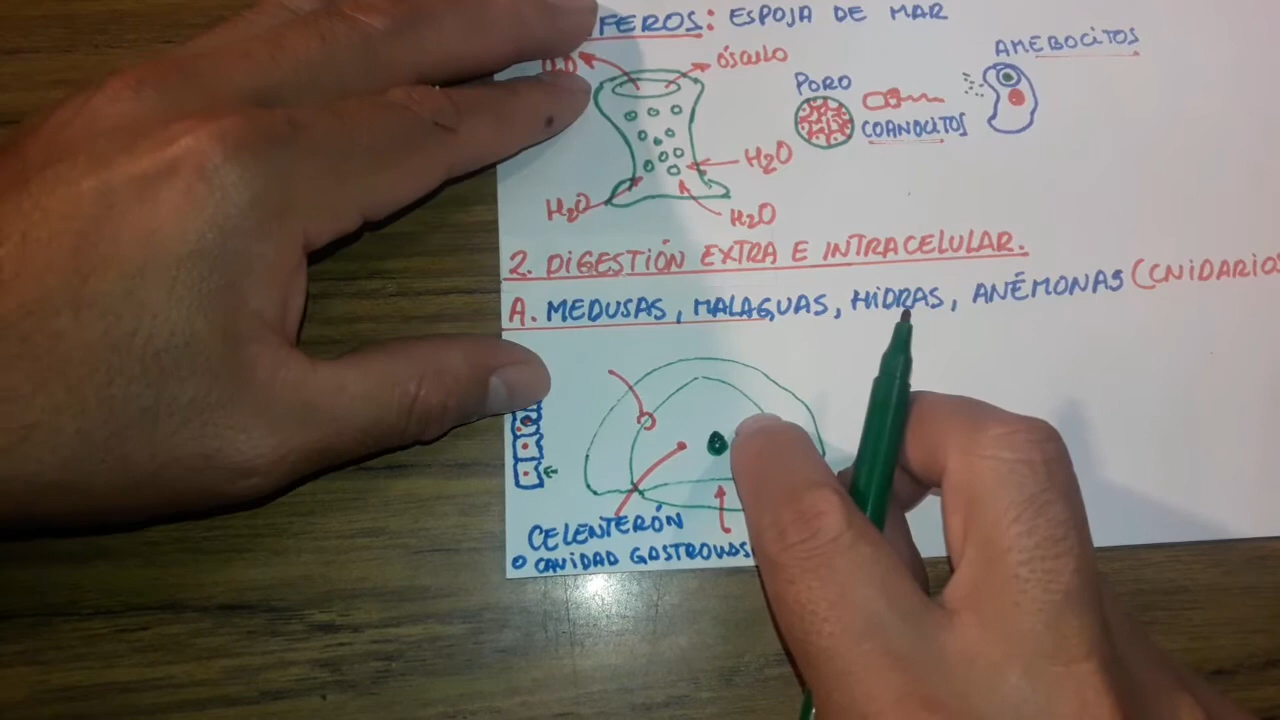 FEROS: ESPOJA DE MAR
ÓSCULO
PORO
COANOCITOS
AMEBOCITOS
H2O
H2O
H2O
2. DIGESTIÓN EXTRA E INTRACELULAR.
A. MEDUSAS, MALAGUAS, HIDRAS, ANÉMONAS (CNIDARIOS
CELENTERÓN
O CAVIDAD GASTROVAS